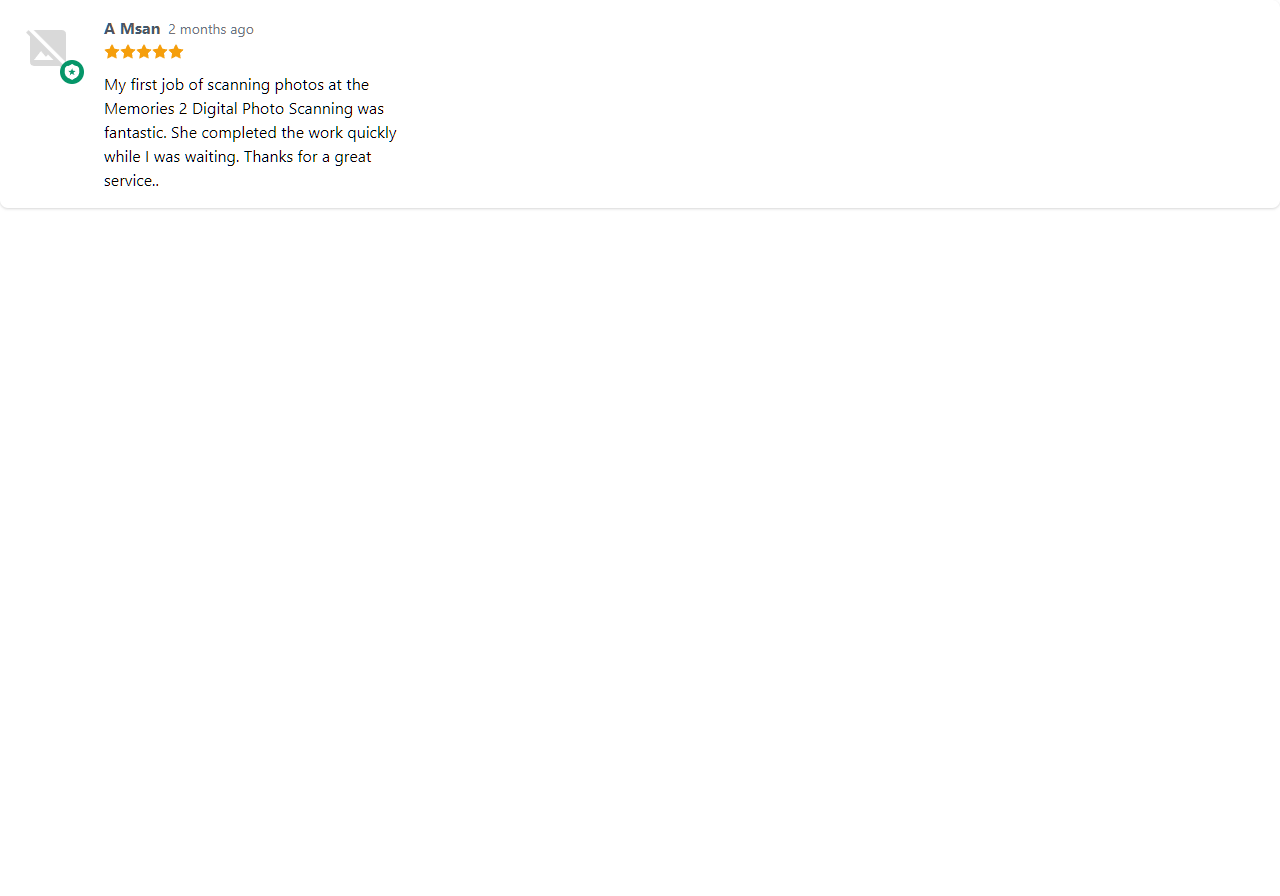 A Msan 2 months ago
My first job of scanning photos at the
Memories 2 Digital Photo Scanning was
fantastic. She completed the work quickly
while I was waiting. Thanks for a great
service..